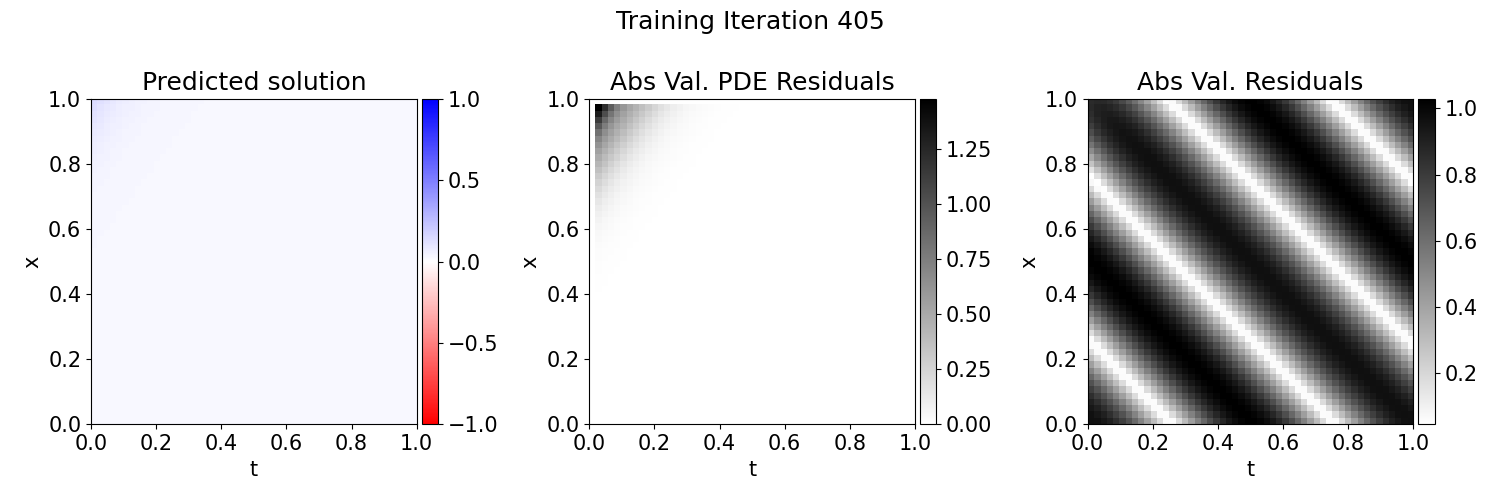 Training Iteration 405
Predicted solution
1.0
0.8
0.6
0.4
0.2
0.0
x
0.0 0.2 0.4 0.6 0.8 1.0
t
1.0
0.5
0.0
−0.5
−1.0
Abs Val. PDE Residuals
1.0
0.8
0.6
0.4
0.2
0.0
x
0.0 0.2 0.4 0.6 0.8 1.0
t
1.25
1.00
0.75
0.50
0.25
0.00
Abs Val. Residuals
1.0
0.8
0.6
0.4
0.2
0.0
x
0.0 0.2 0.4 0.6 0.8 1.0
t
1.0
0.8
0.6
0.4
0.2